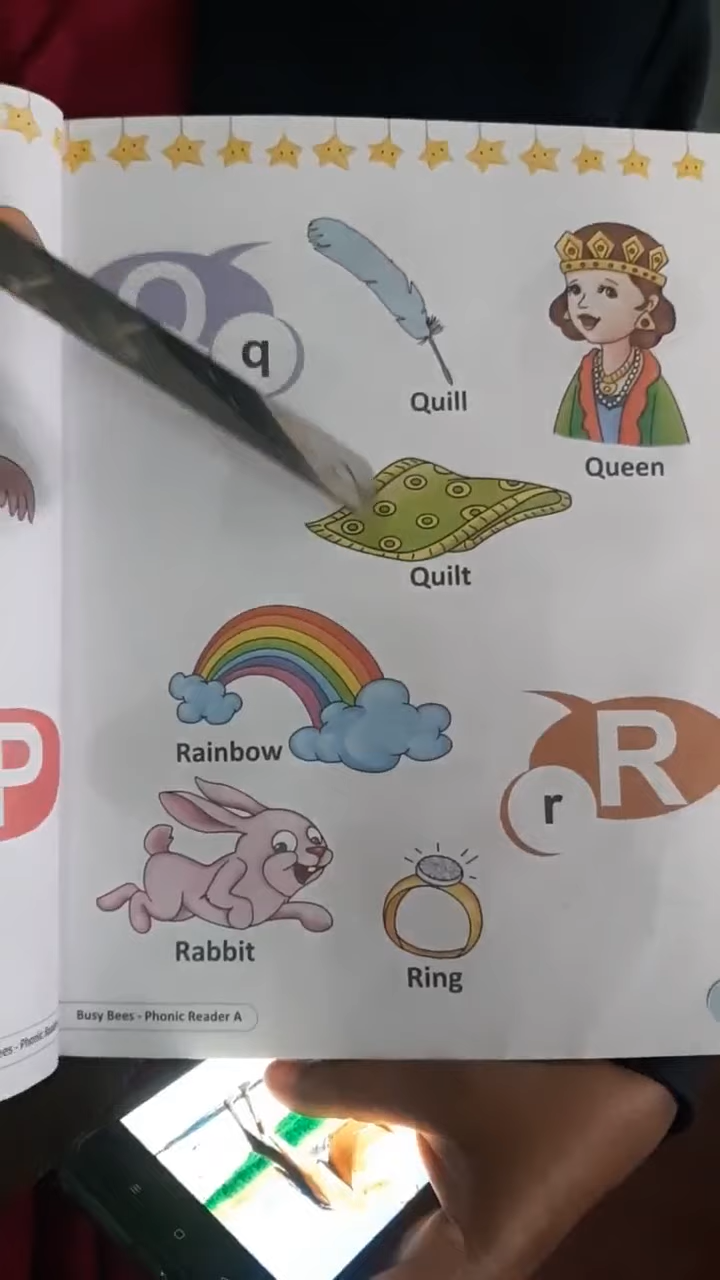 Q
q
Quill
Queen
Quilt
Rainbow
r R
Rabbit
Ring
Busy Bees - Phonic Reader A
P